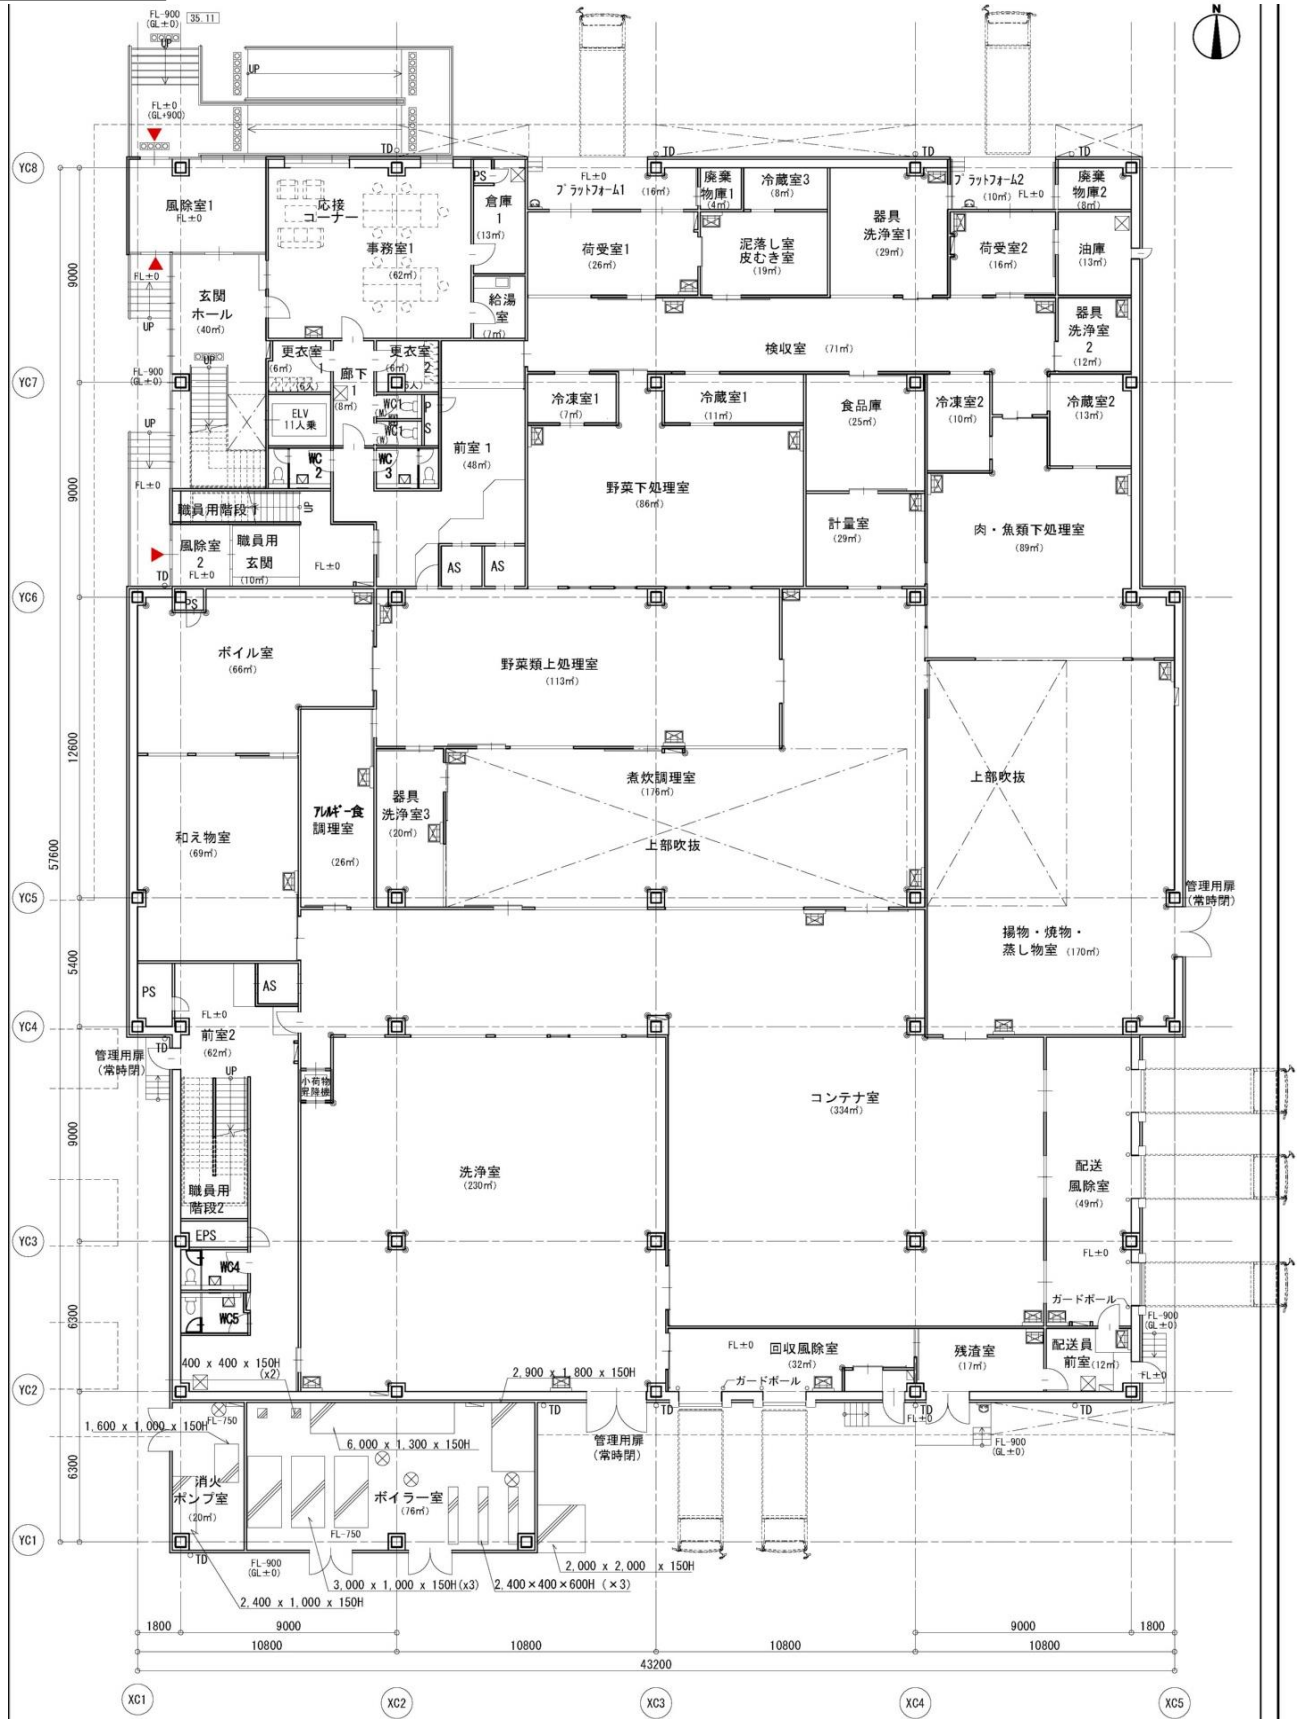 FL-900
(GL±0)
35.11
N
UP
UP
FL±0
(GL+900)
TD
TD
TD
TD
YC8
風除室1
FL±0
応接
コーナー
事務室1
(62㎡)
PS
倉庫
1
(13㎡)
FL±0
プラットフォーム1
(16㎡)
廃棄
物庫1
(4㎡)
冷蔵室3
(8㎡)
器具
洗浄室1
(29㎡)
プラットフォーム2
(10㎡)
FL±0
廃棄
物庫2
(8㎡)
荷受室1
(26㎡)
泥落し室
皮むき室
(19㎡)
荷受室2
(16㎡)
油庫
(13㎡)
9000
FL±0
UP
玄関
ホール
(40㎡)
給湯
室
(7㎡)
検収室
(71㎡)
器具
洗浄室
2
(12㎡)
FL-900
(GL±0)
UP
更衣室
1
(6㎡)
(6人)
廊下
1
(8㎡)
更衣室
2
(6㎡)
(6人)
YC7
ELV
11人乗
WC1
(M)
WC1
(W)
P
S
冷凍室1
(7㎡)
冷蔵室1
(11㎡)
食品庫
(25㎡)
冷凍室2
(10㎡)
冷蔵室2
(13㎡)
UP
FL±0
WC
2
WC
3
前室1
(48㎡)
野菜下処理室
(86㎡)
9000
職員用階段1
UP
計量室
(29㎡)
肉・魚類下処理室
(89㎡)
風除室
2
FL±0
職員用
玄関
(10㎡)
FL±0
AS
AS
TD
YC6
PS
ボイル室
(66㎡)
野菜類上処理室
(113㎡)
12600
57600
煮炊調理室
(176㎡)
上部吹抜
上部吹抜
器具
洗浄室3
(20㎡)
アレルギー食
調理室
(26㎡)
和え物室
(69㎡)
YC5
管理用扉
(常時閉)
揚物・焼物・
蒸し物室 (170㎡)
5400
PS
AS
FL±0
前室2
(62㎡)
YC4
TD
管理用扉
(常時閉)
UP
小荷物
昇降機
コンテナ室
(334㎡)
9000
洗浄室
(230㎡)
配送
風除室
(49㎡)
職員用
階段2
YC3
EPS
FL±0
WC4
WC5
ガードポール
FL-900
(GL±0)
6300
FL±0
回収風除室
(32㎡)
残渣室
(17㎡)
配送員
前室(12㎡)
FL±0
400 x 400 x 150H
(x2)
2,900 x 1,800 x 150H
ガードポール
YC2
TD
TD
TD
FL±0
1,600 x 1,000 x 150H
FL-750
6,000 x 1,300 x 150H
管理用扉
(常時閉)
FL-900
(GL±0)
6300
消火
ポンプ室
(20㎡)
ボイラー室
(76㎡)
FL-750
YC1
TD
FL-900
(GL±0)
2,000 x 2,000 x 150H
3,000 x 1,000 x 150H(x3)
2,400×400×600H (×3)
2,400 x 1,000 x 150H
1800
9000
9000
1800
10800
10800
10800
10800
43200
XC1
XC2
XC3
XC4
XC5